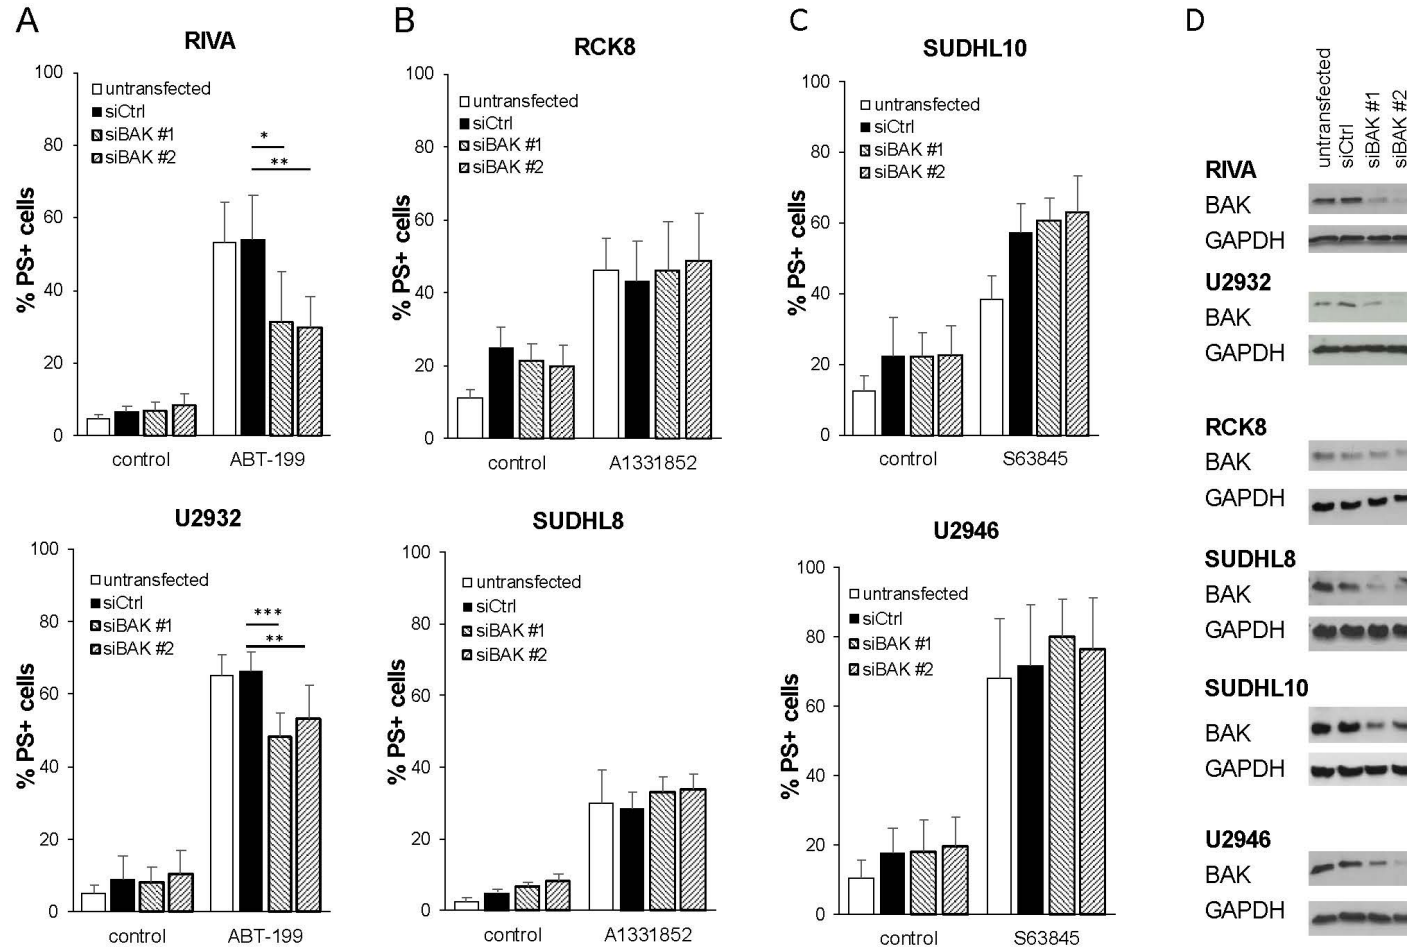 A
RIVA
100
80
60
40
20
0
% PS+ cells
untransfected
siCtrl
siBAK #1
siBAK #2
*
**
control
ABT-199
U2932
100
80
60
40
20
0
% PS+ cells
untransfected
siCtrl
siBAK #1
siBAK #2
***
**
control
ABT-199
B
RCK8
100
80
60
40
20
0
% PS+ cells
untransfected
siCtrl
siBAK #1
siBAK #2
control
A1331852
SUDHL8
100
80
60
40
20
0
% PS+ cells
untransfected
siCtrl
siBAK #1
siBAK #2
control
A1331852
C
SUDHL10
100
80
60
40
20
0
% PS+ cells
untransfected
siCtrl
siBAK #1
siBAK #2
control
S63845
U2946
100
80
60
40
20
0
% PS+ cells
untransfected
siCtrl
siBAK #1
siBAK #2
control
S63845
D
untransfected
siCtrl
siBAK #1
siBAK #2
RIVA
BAK
GAPDH
U2932
BAK
GAPDH
RCK8
BAK
GAPDH
SUDHL8
BAK
GAPDH
SUDHL10
BAK
GAPDH
U2946
BAK
GAPDH